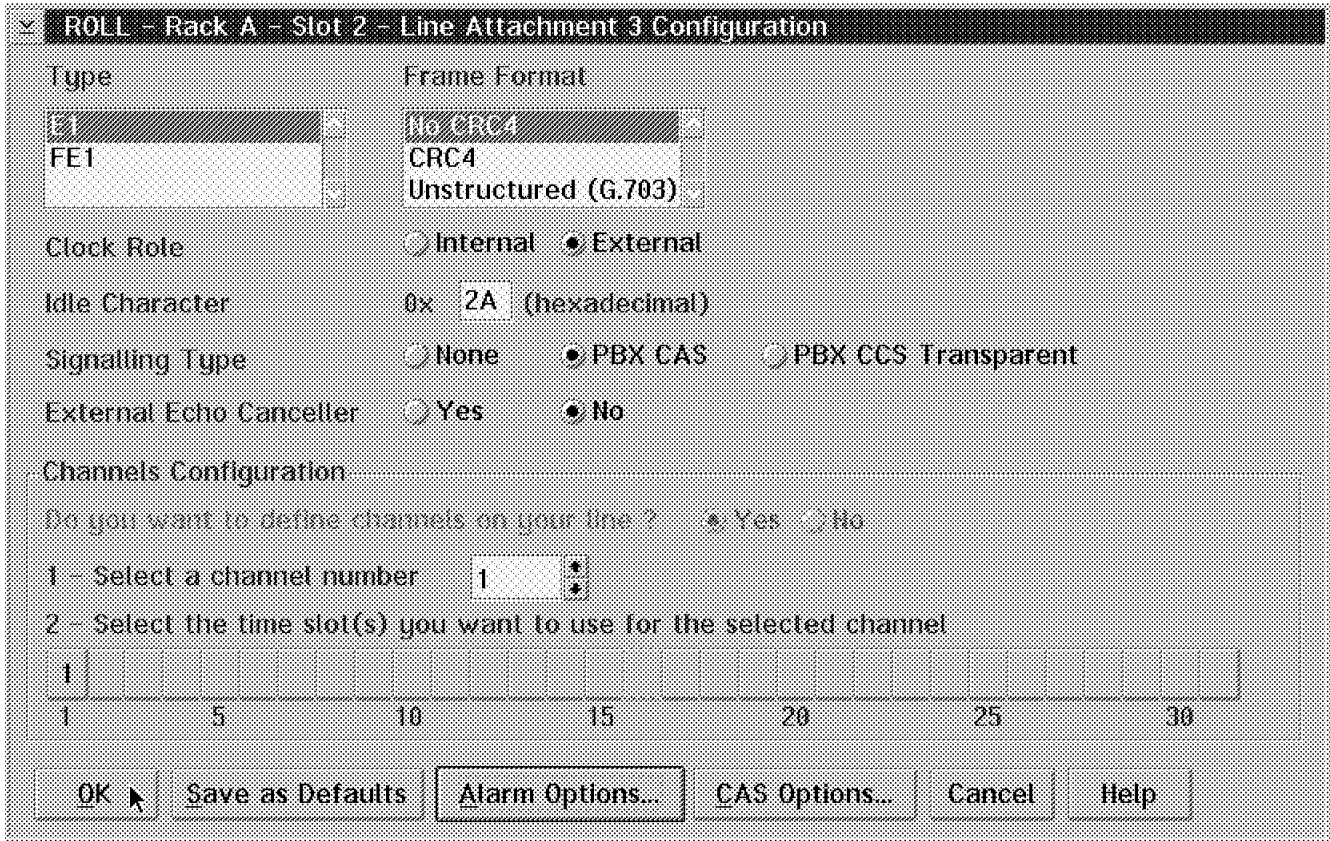 ROLL - Rack A - Slot 2 - Line Attachment 3 Configuration
Type Frame Format
E1 No CRC4
FE1 CRC4
Unstructured (G.703)
Clock Role Internal External
Idle Character 0x 2A (hexadecimal)
Signalling Type None PBX CAS PBX CCS Transparent
External Echo Canceller Yes No
Channels Configuration
Do you want to define channels on your line ? Yes No
1 - Select a channel number 1
2 - Select the time slot(s) you want to use for the selected channel
1
1 5 10 15 20 25 30
OK Save as Defaults Alarm Options... CAS Options... Cancel Help